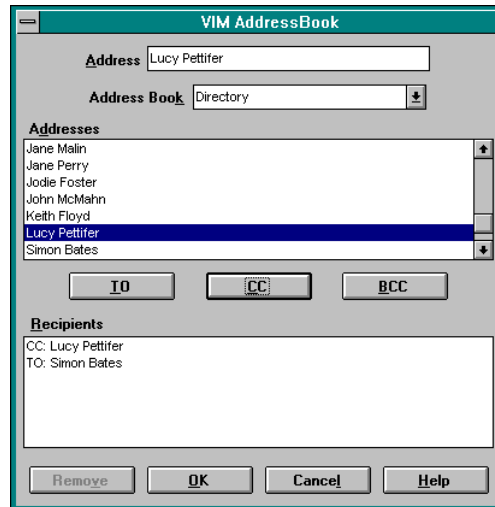 VIM AddressBook
Address Lucy Pettifer
Address Book Directory
Addresses
Jane Malin
Jane Perry
Jodie Foster
John McMahn
Keith Floyd
Lucy Pettifer
Simon Bates
TO CC BCC
Recipients
CC: Lucy Pettifer
TO: Simon Bates
Remove OK Cancel Help